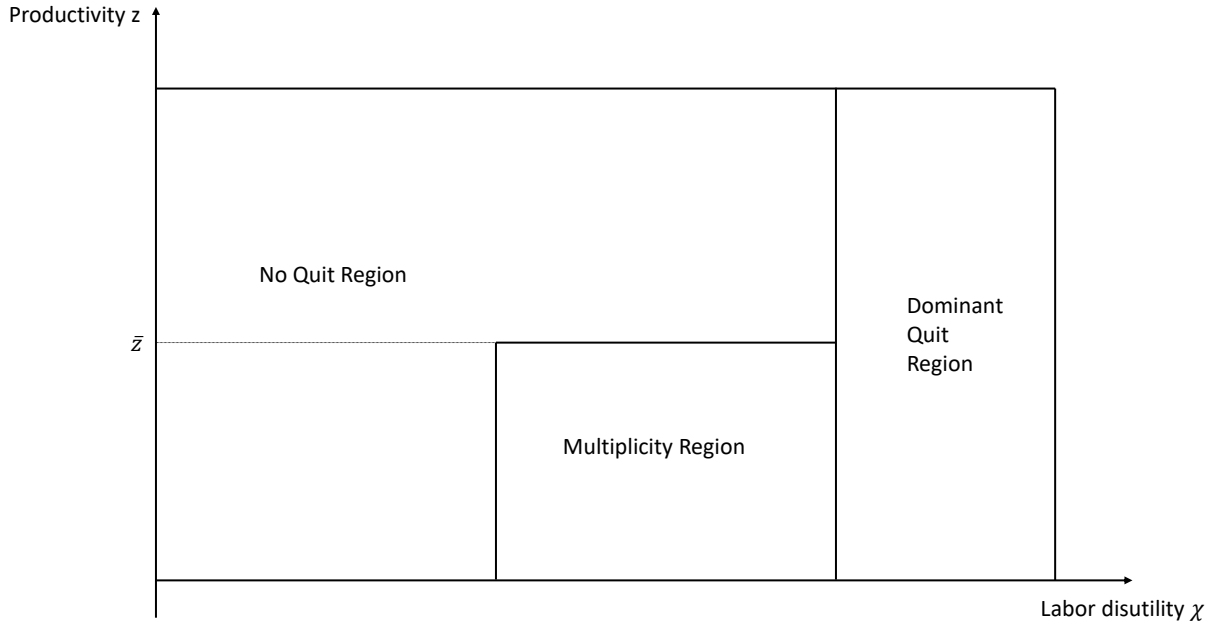 Productivity z
No Quit Region
Dominant
Quit
Region
z̄
Multiplicity Region
Labor disutility χ